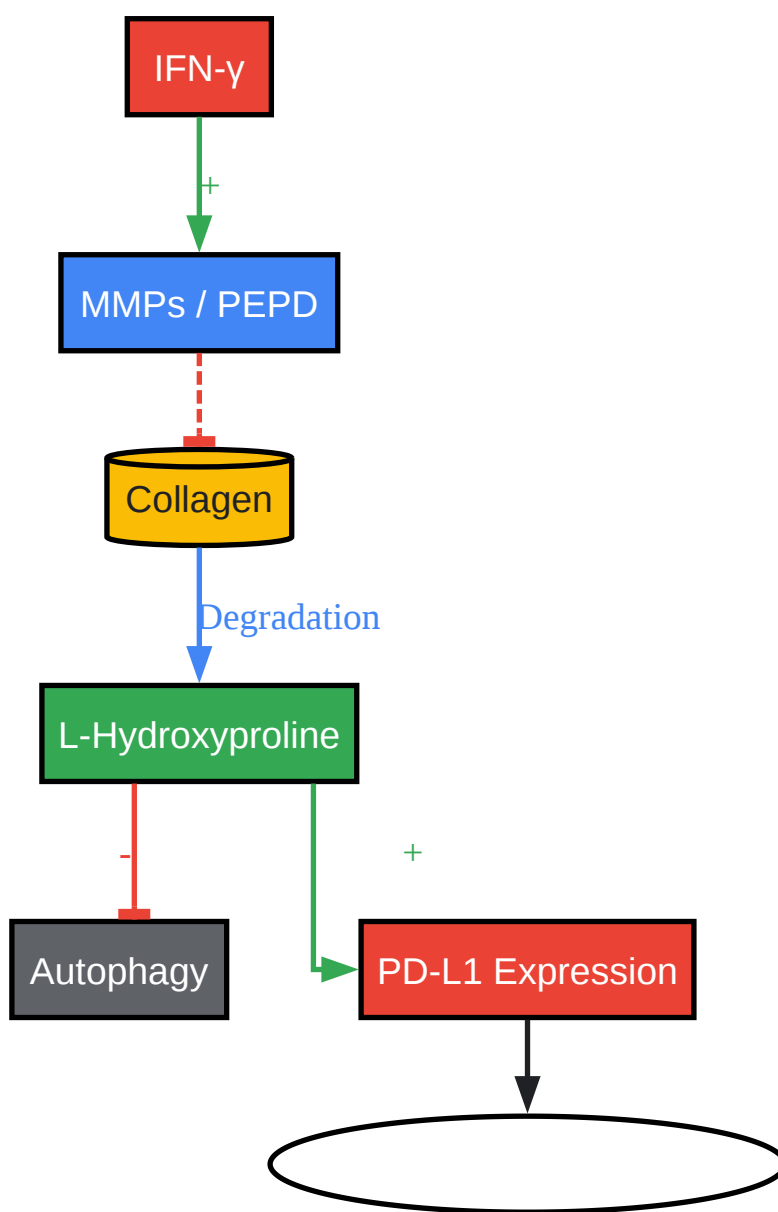 IFN-γ
+
MMPs / PEPD
Collagen
Degradation
L-Hydroxyproline
-
+
Autophagy
PD-L1 Expression